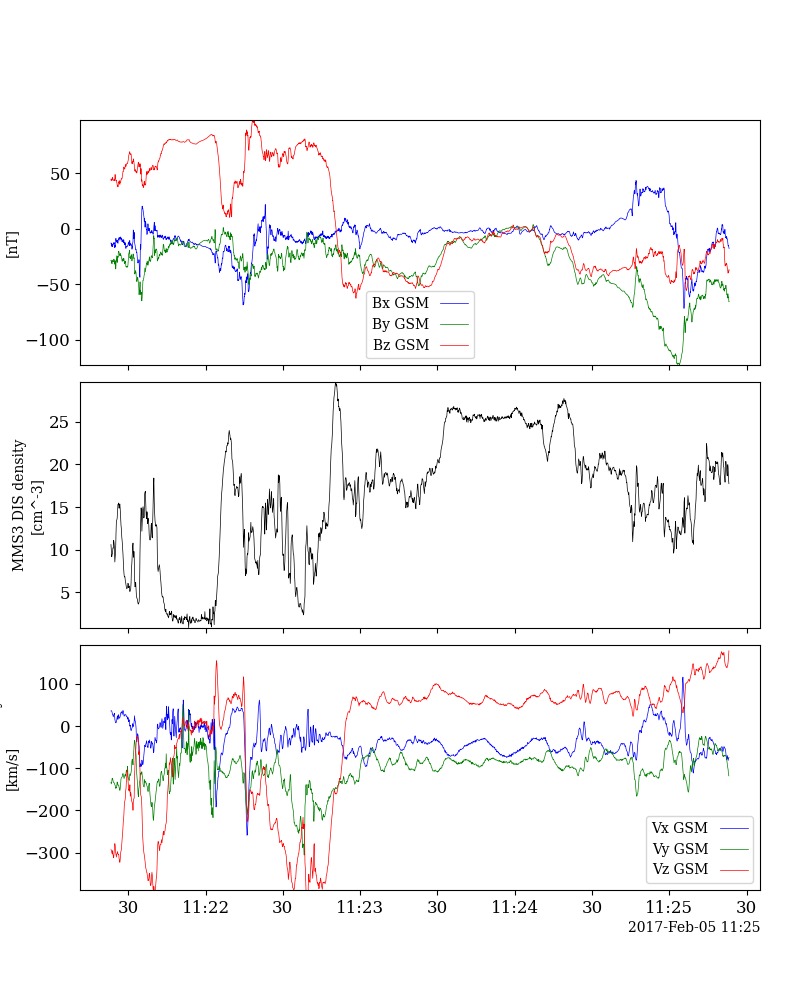 50
0
−50
−100
[nT]
Bx GSM
By GSM
Bz GSM
25
20
15
10
5
MMS3 DIS density
[cm^-3]
100
0
−100
−200
−300
[km/s]
Vx GSM
Vy GSM
Vz GSM
30 11:22 30 11:23 30 11:24 30 11:25 30
2017-Feb-05 11:25